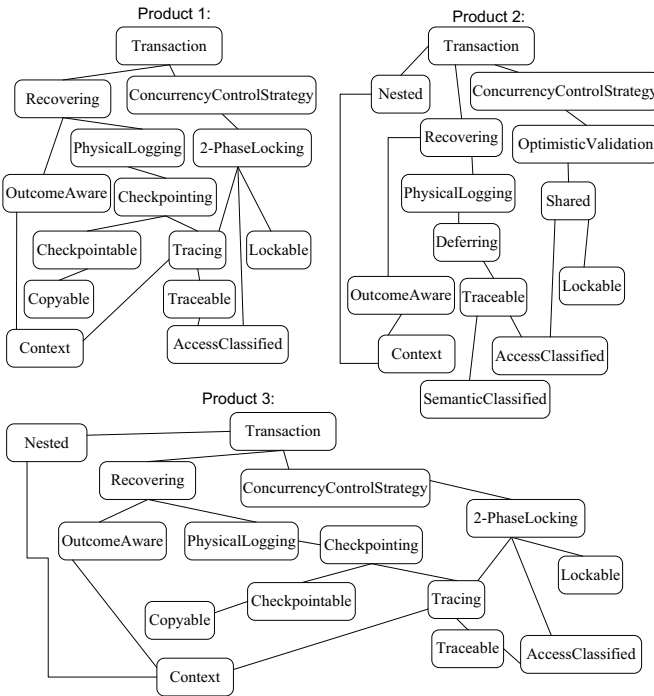 Product 1:
Transaction
Recovering
ConcurrencyControlStrategy
PhysicalLogging
2-PhaseLocking
OutcomeAware
Checkpointing
Checkpointable
Tracing
Lockable
Copyable
Traceable
Context
AccessClassified
Product 2:
Transaction
Nested
ConcurrencyControlStrategy
Recovering
OptimisticValidation
PhysicalLogging
Shared
Deferring
OutcomeAware
Traceable
Lockable
Context
AccessClassified
SemanticClassified
Product 3:
Nested
Transaction
Recovering
ConcurrencyControlStrategy
2-PhaseLocking
OutcomeAware
PhysicalLogging
Checkpointing
Lockable
Copyable
Checkpointable
Tracing
Traceable
AccessClassified
Context